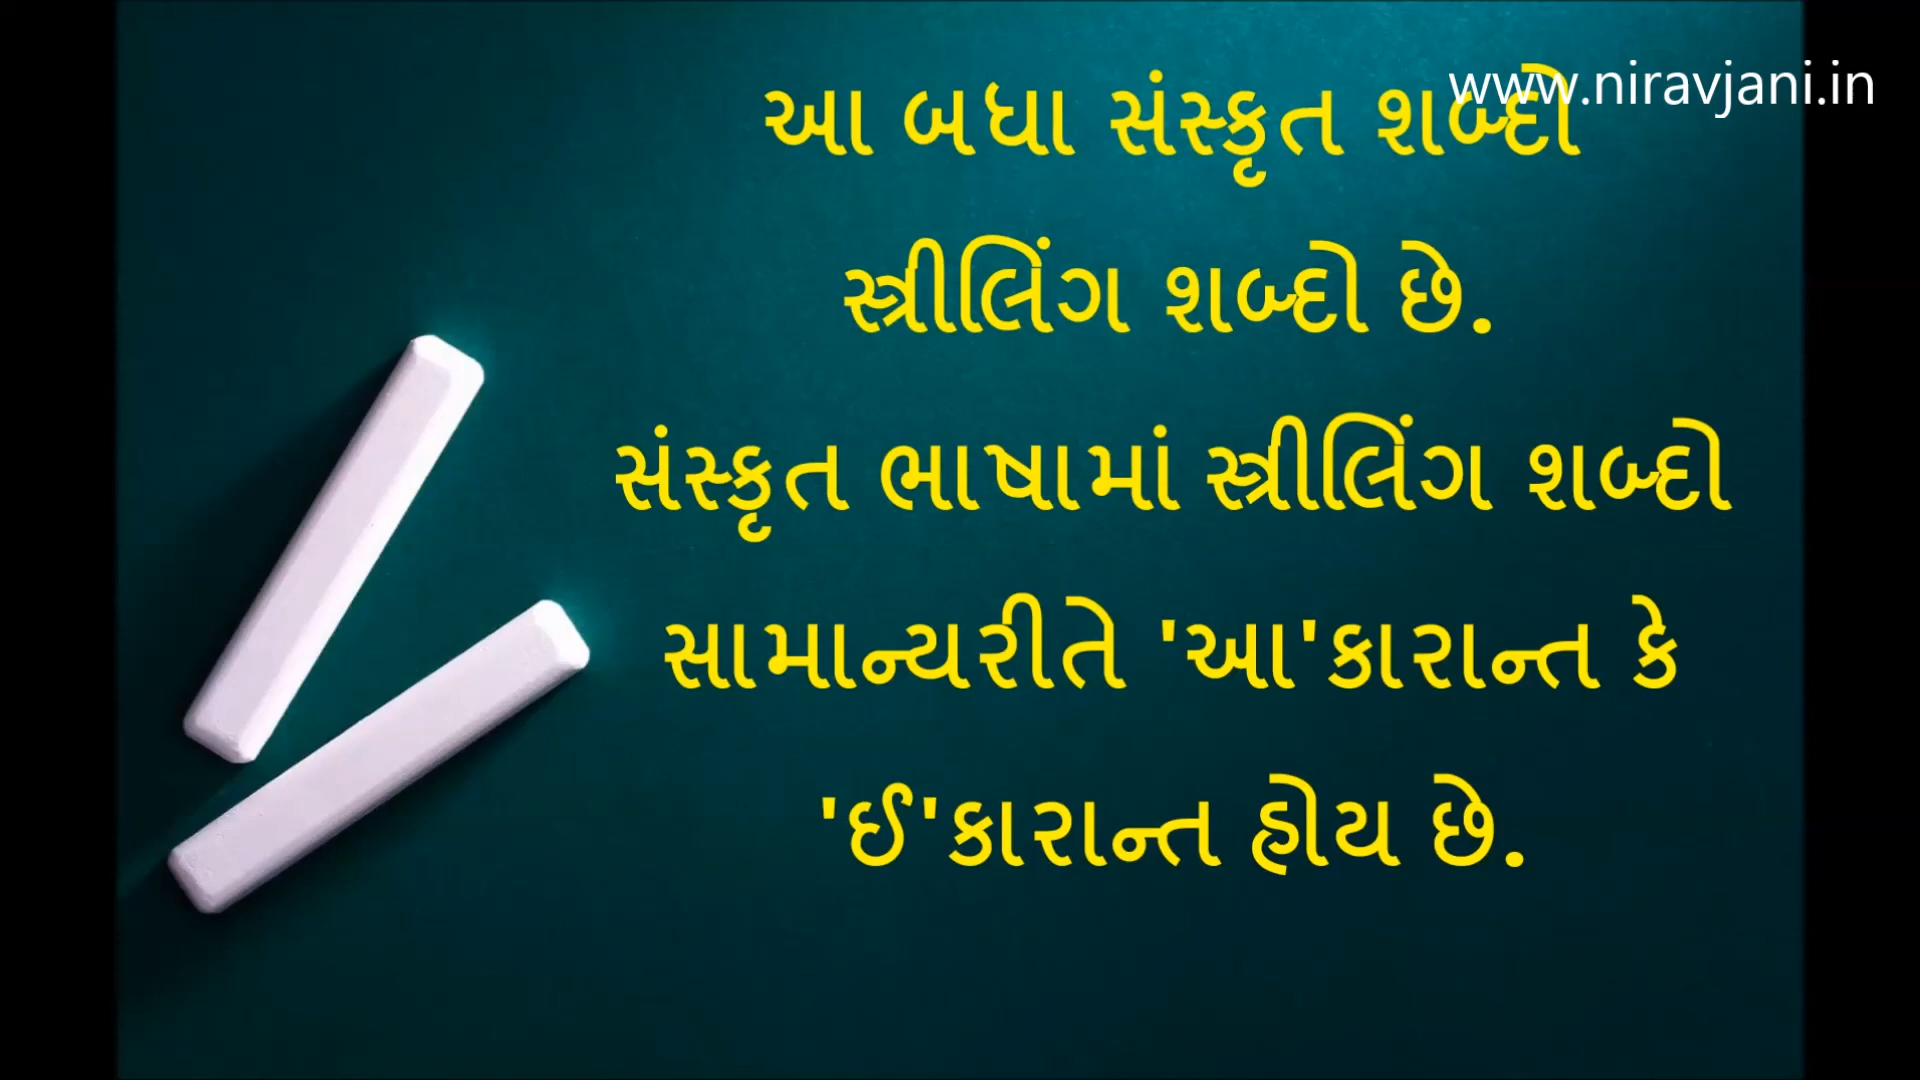 www.niravjani.in
આ બધા સંસ્કૃત શબ્દો
સ્ત્રીલિંગ શબ્દો છે.
સંસ્કૃત ભાષામાં સ્ત્રીલિંગ શબ્દો
સામાન્યરીતે 'આ'કારાન્ત કે
'ઈ'કારાન્ત હોય છે.